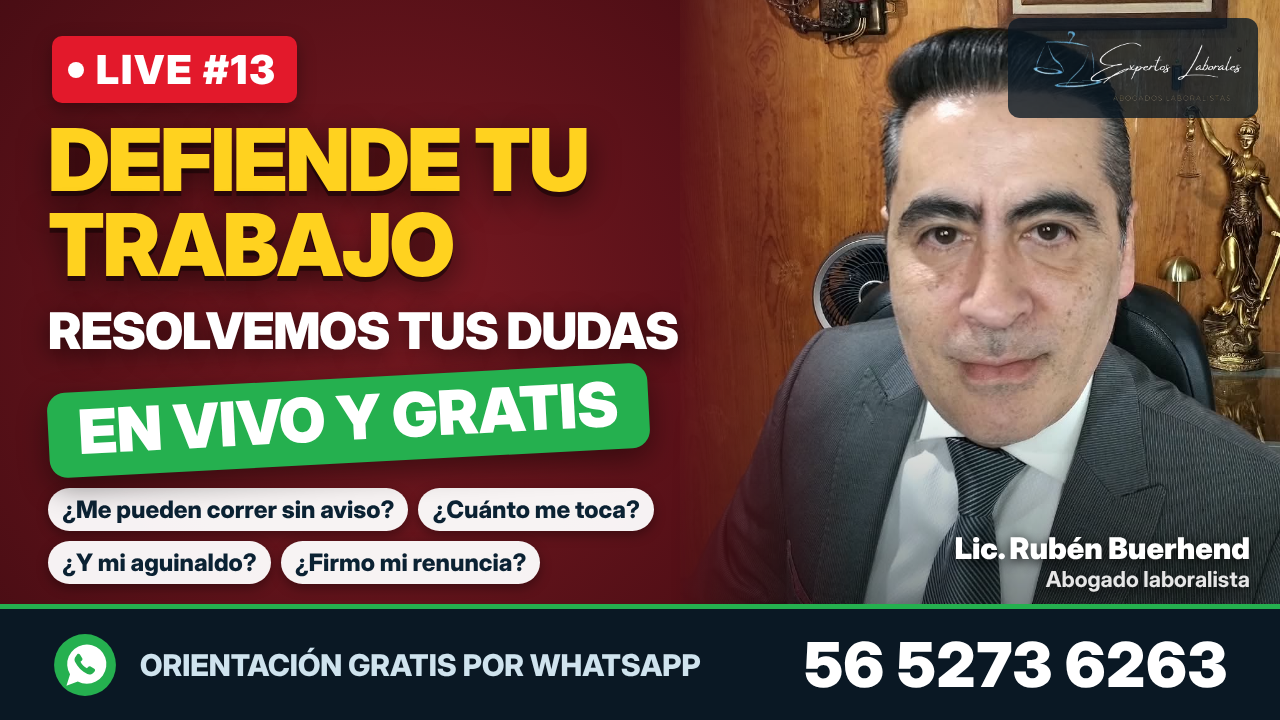 LIVE #13
DEFIENDE TU
TRABAJO
RESOLVEMOS TUS DUDAS
EN VIVO Y GRATIS
¿Me pueden correr sin aviso?
¿Cuánto me toca?
¿Y mi aguinaldo?
¿Firmo mi renuncia?
Expertos Laborales
ABOGADOS LABORALISTAS
Lic. Rubén Buerhend
Abogado laboralista
ORIENTACIÓN GRATIS POR WHATSAPP
56 5273 6263